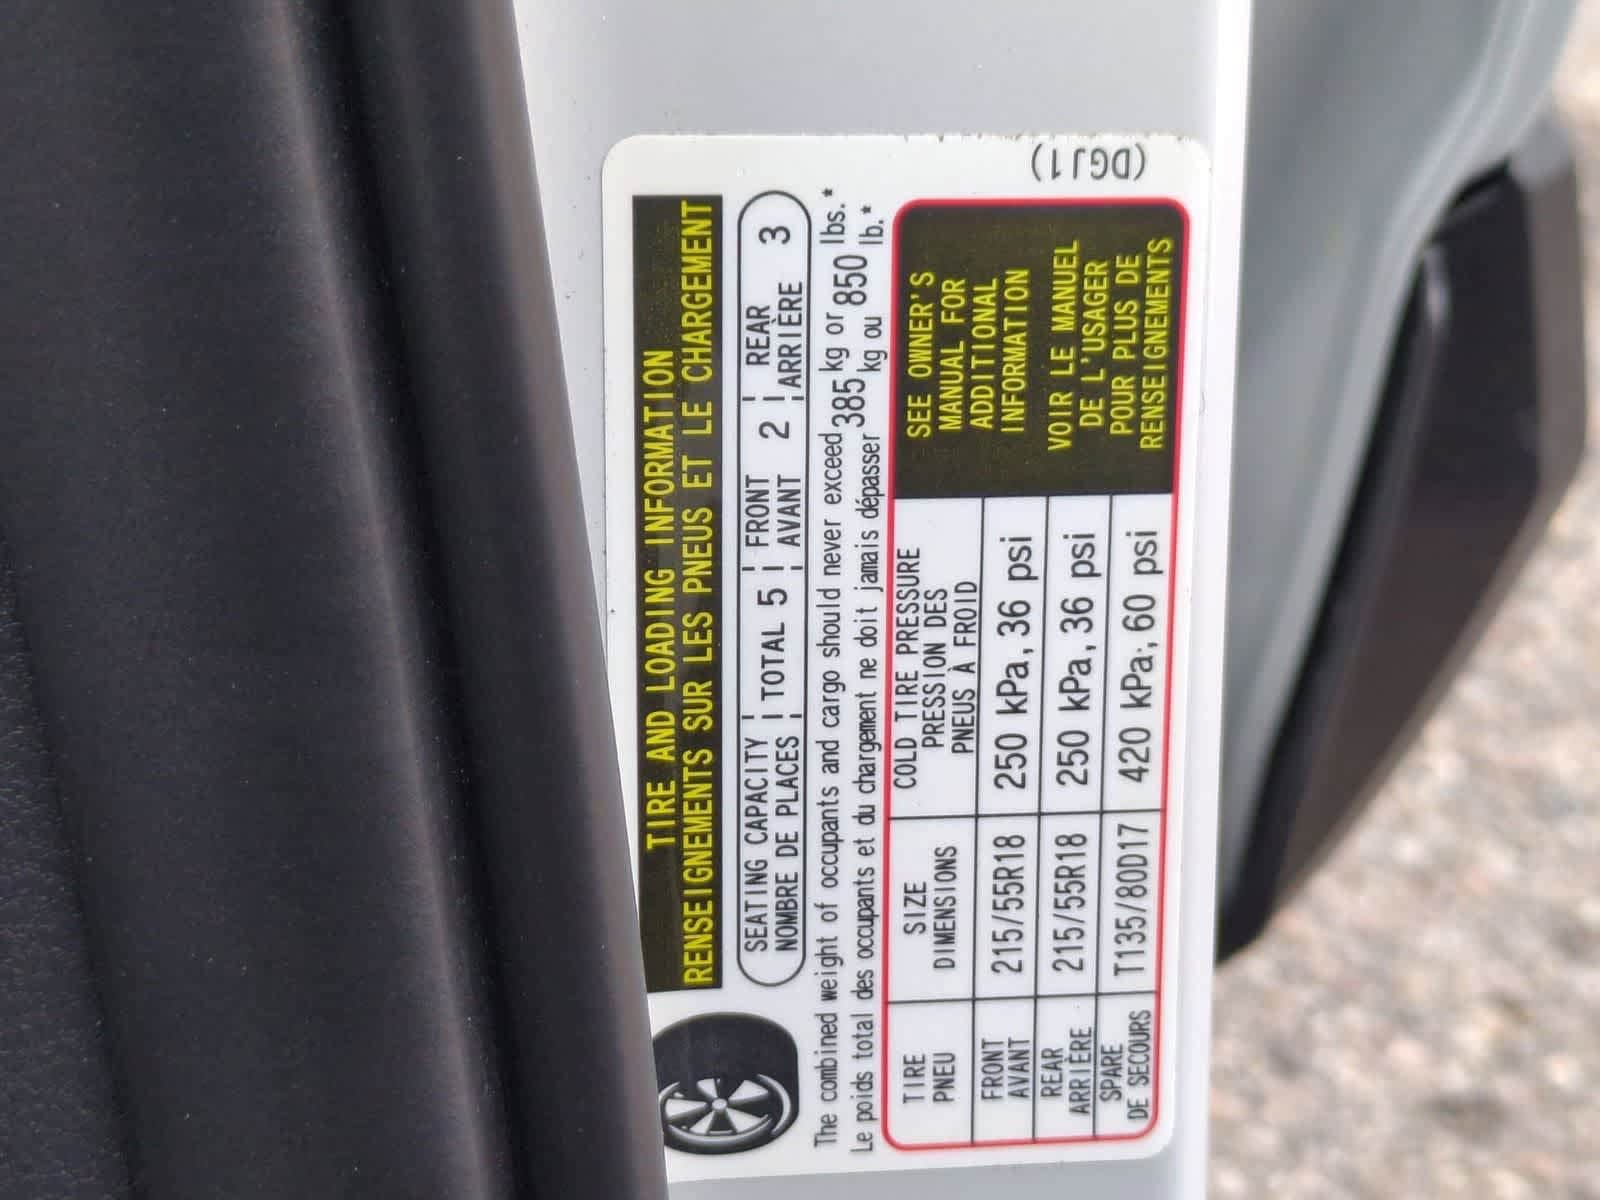 TIRE AND LOADING INFORMATION
RENSEIGNEMENTS SUR LES PNEUS ET LE CHARGEMENT
SEATING CAPACITY TOTAL 5 FRONT 2 REAR 3
NOMBRE DE PLACES AVANT ARRIÈRE
The combined weight of occupants and cargo should never exceed 385 kg or 850 lbs.*
Le poids total des occupants et du chargement ne doit jamais dépasser kg ou lb.*
TIRE SIZE COLD TIRE PRESSURE
PNEU DIMENSIONS PRESSION DES
PNEUS À FROID
FRONT 215/55R18 250 kPa, 36 psi
AVANT
REAR 215/55R18 250 kPa, 36 psi
ARRIÈRE
SPARE T135/80D17 420 kPa, 60 psi
DE SECOURS
SEE OWNER'S
MANUAL FOR
ADDITIONAL
INFORMATION
VOIR LE MANUEL
DE L'USAGER
POUR PLUS DE
RENSEIGNEMENTS
(DGJ1)